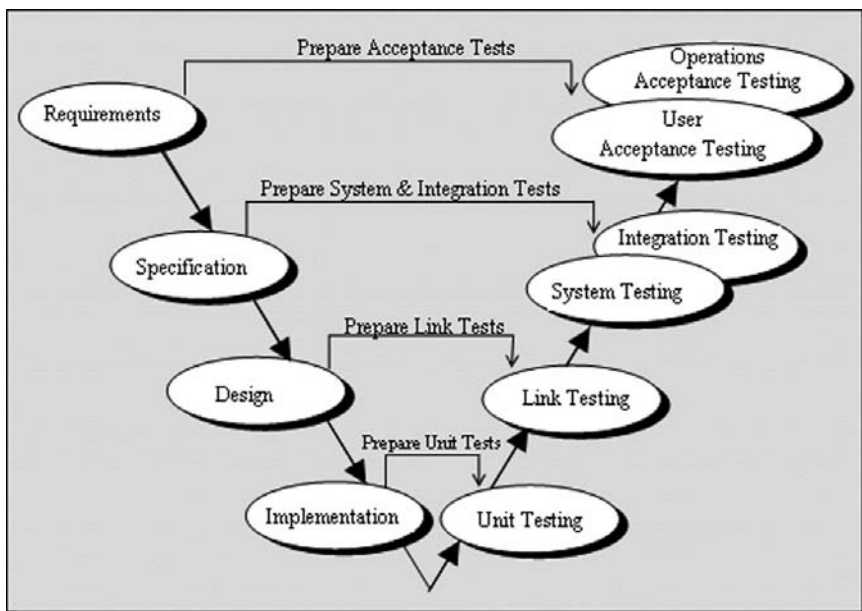 Prepare Acceptance Tests
Operations
Acceptance Testing
Requirements
User
Acceptance Testing
Prepare System & Integration Tests
Integration Testing
Specification
System Testing
Prepare Link Tests
Design
Link Testing
Prepare Unit Tests
Implementation
Unit Testing